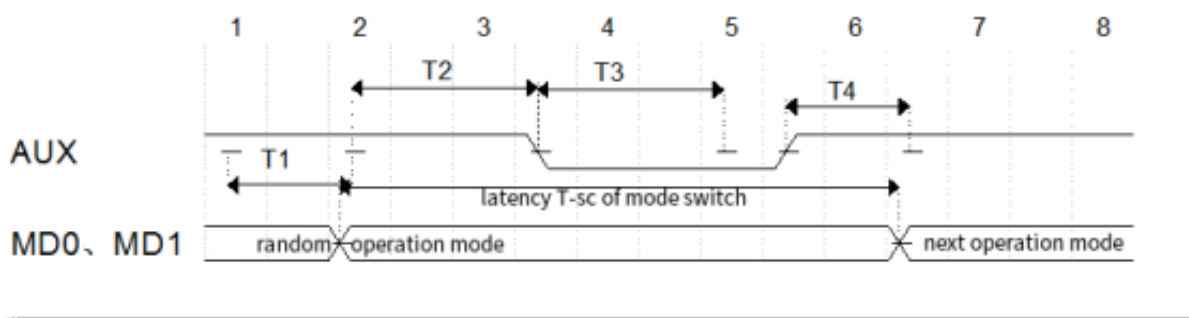 1 2 3 4 5 6 7 8
T2 T3 T4
AUX
T1
latency T-sc of mode switch
MD0、MD1 random operation mode next operation mode